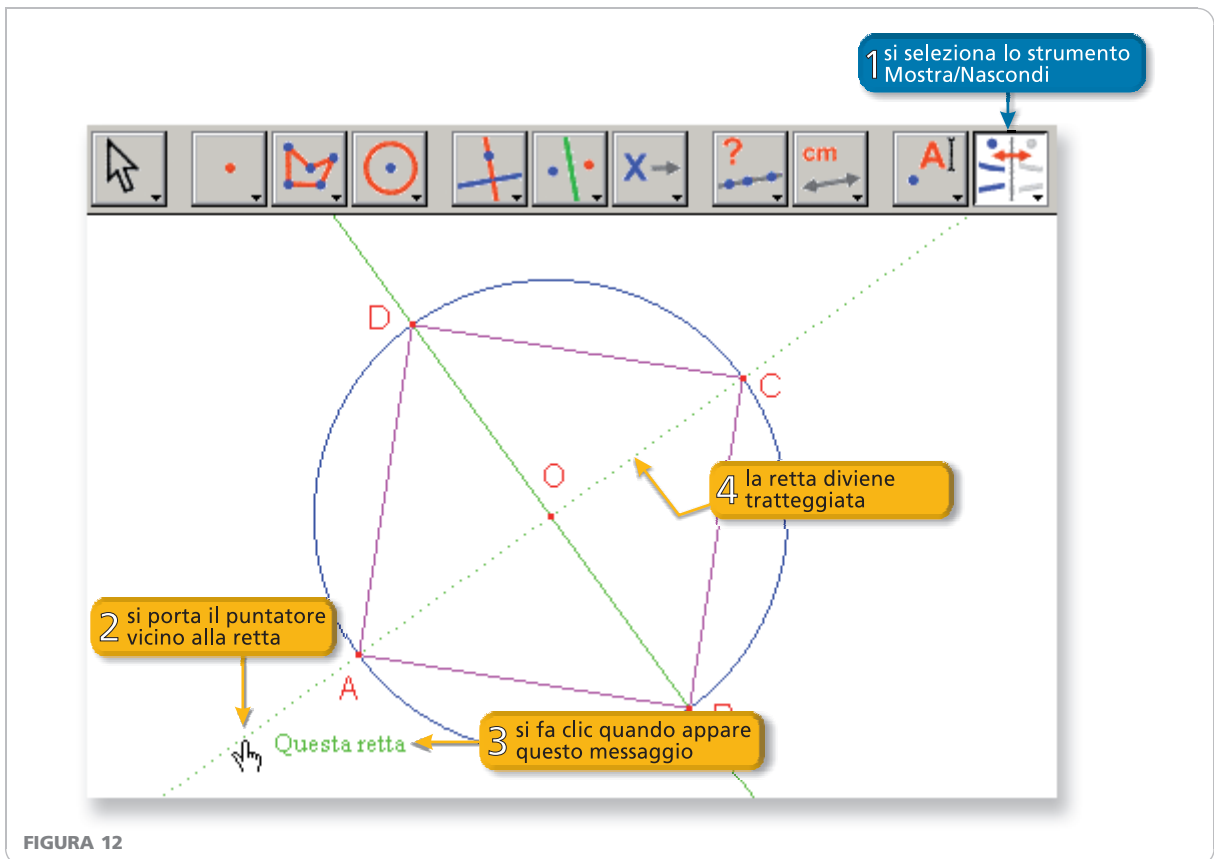 1 si seleziona lo strumento
Mostra/Nascondi
? cm A
X
D
C
O
4 la retta diviene
tratteggiata
2 si porta il puntatore
vicino alla retta
A
3 si fa clic quando appare
questo messaggio
Questa retta
FIGURA 12